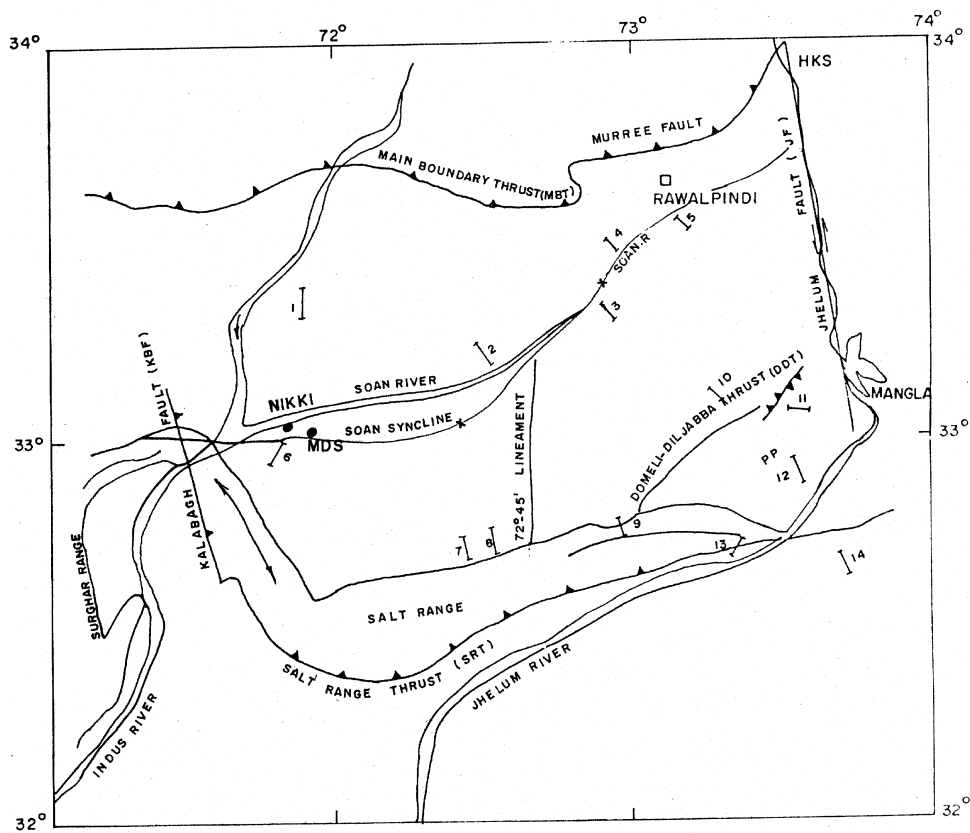 72°
73°
74°
34°
34°
HKS
MURREE FAULT
MAIN BOUNDARY THRUST(MBT)
RAWALPINDI
JHELUM FAULT (JF)
5
4
SOAN.R
3
1
2
SOAN RIVER
NIKKI
SOAN SYNCLINE
MDS
6
KALABAGH FAULT (KBF)
72°-45' LINEAMENT
DOMELI-DILJABBA THRUST(DDT)
10
11
MANGLA
33°
33°
PP
12
7
8
9
13
14
SURGHAR RANGE
SALT RANGE
SALT RANGE THRUST (SRT)
JHELUM RIVER
INDUS RIVER
32°
32°